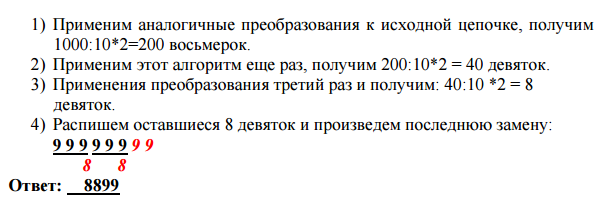 1) Применим аналогичные преобразования к исходной цепочке, получим
1000:10*2=200 восьмерок.
2) Применим этот алгоритм еще раз, получим 200:10*2 = 40 девяток.
3) Применения преобразования третий раз и получим: 40:10 *2 = 8
девяток.
4) Распишем оставшиеся 8 девяток и произведем последнюю замену:
9 9 9 9 9 9 9 9
8 8
Ответ: 8899